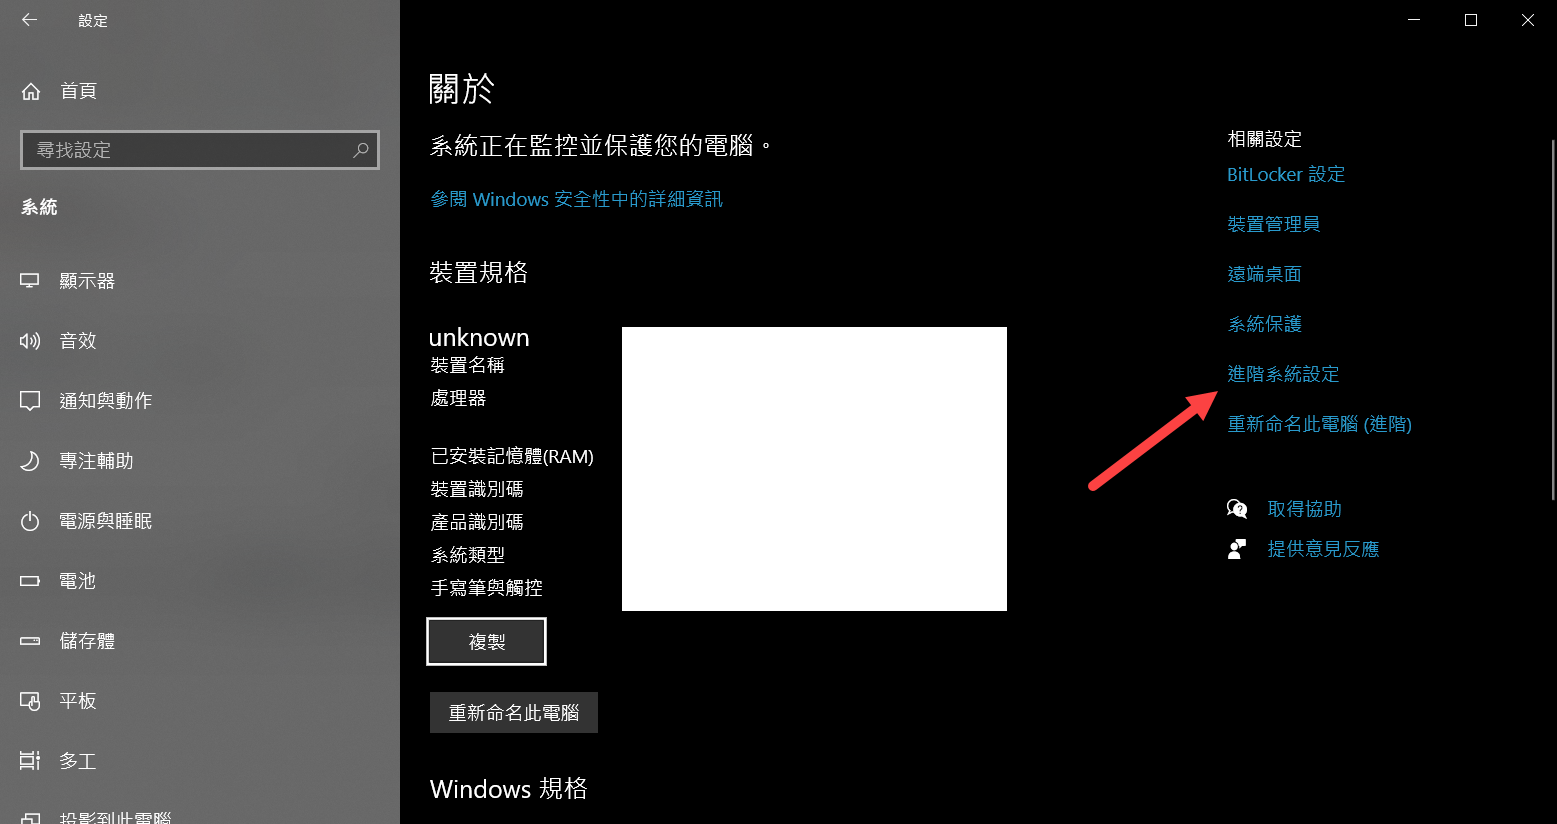 設定
首頁
尋找設定
系統
顯示器
音效
通知與動作
專注輔助
電源與睡眠
電池
儲存體
平板
多工
投影到此電腦
關於
系統正在監控並保護您的電腦。
參閱 Windows 安全性中的詳細資訊
裝置規格
unknown
裝置名稱
處理器
已安裝記憶體(RAM)
裝置識別碼
產品識別碼
系統類型
手寫筆與觸控
複製
重新命名此電腦
Windows 規格
相關設定
BitLocker 設定
裝置管理員
遠端桌面
系統保護
進階系統設定
重新命名此電腦 (進階)
取得協助
提供意見反應